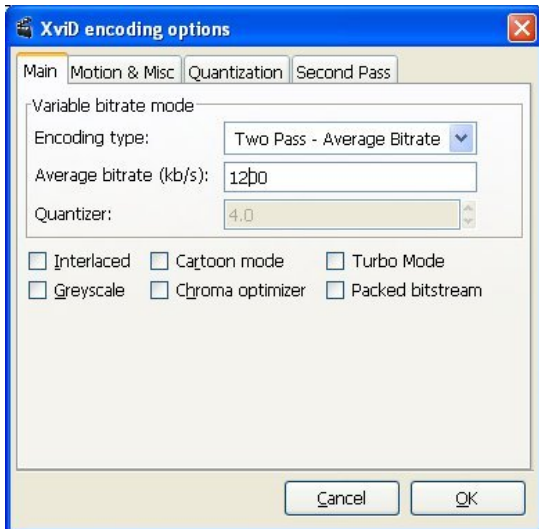 XviD encoding options
Main Motion & Misc Quantization Second Pass
Variable bitrate mode
Encoding type: Two Pass - Average Bitrate
Average bitrate (kb/s): 1200
Quantizer: 4.0
Interlaced Cartoon mode Turbo Mode
Greyscale Chroma optimizer Packed bitstream
Cancel OK